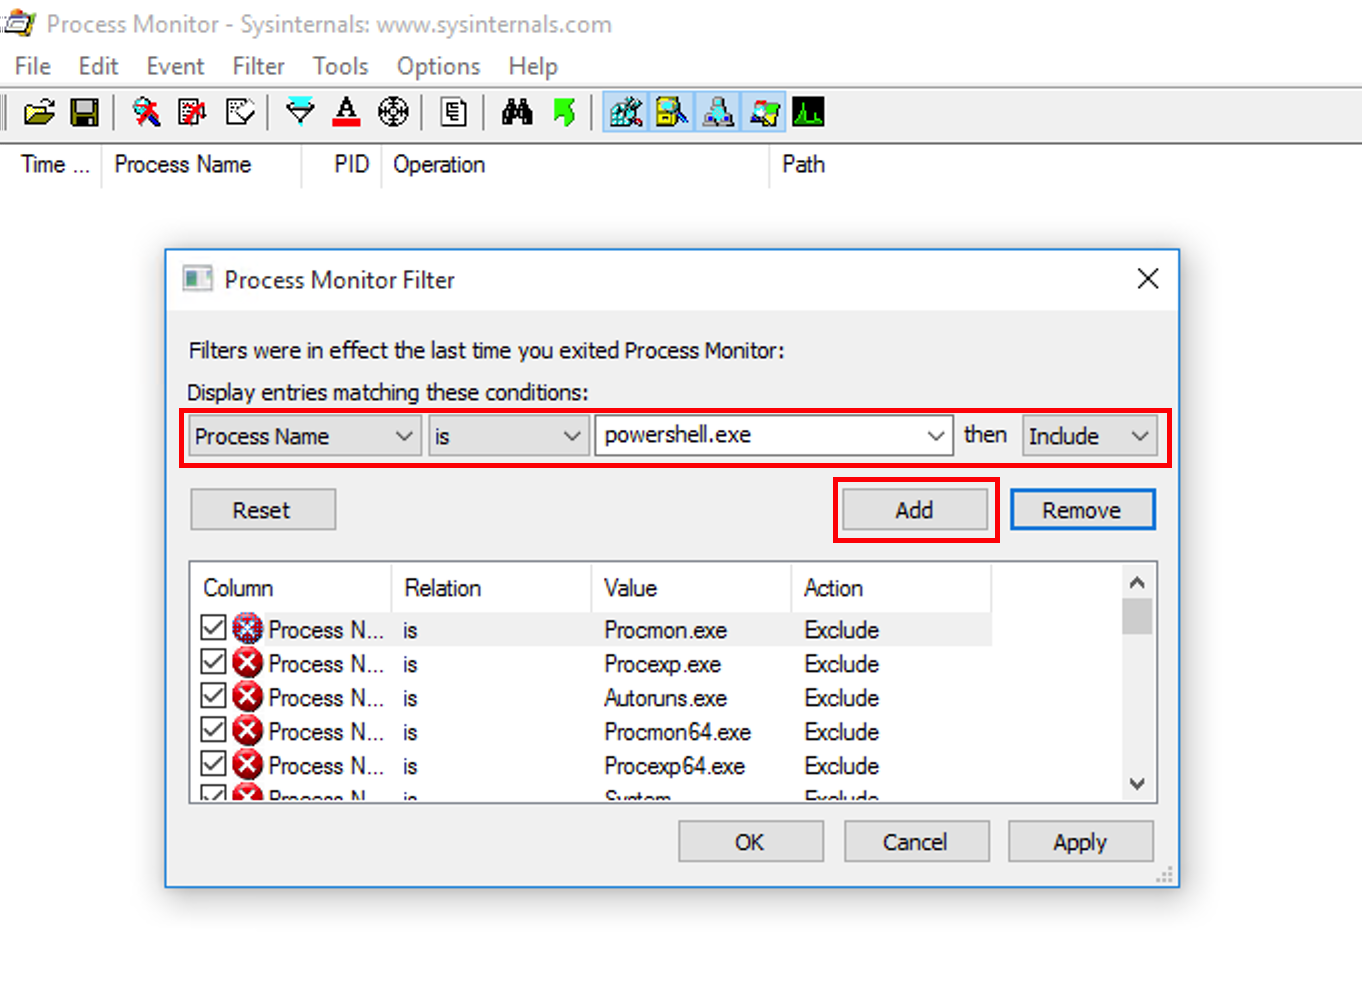 Process Monitor - Sysinternals: www.sysinternals.com
File Edit Event Filter Tools Options Help
Time ... Process Name PID Operation Path
Process Monitor Filter
Filters were in effect the last time you exited Process Monitor:
Display entries matching these conditions:
Process Name is powershell.exe then Include
Reset Add Remove
Column Relation Value Action
Process N... is Procmon.exe Exclude
Process N... is Procexp.exe Exclude
Process N... is Autoruns.exe Exclude
Process N... is Procmon64.exe Exclude
Process N... is Procexp64.exe Exclude
Process N... is System Exclude
OK Cancel Apply